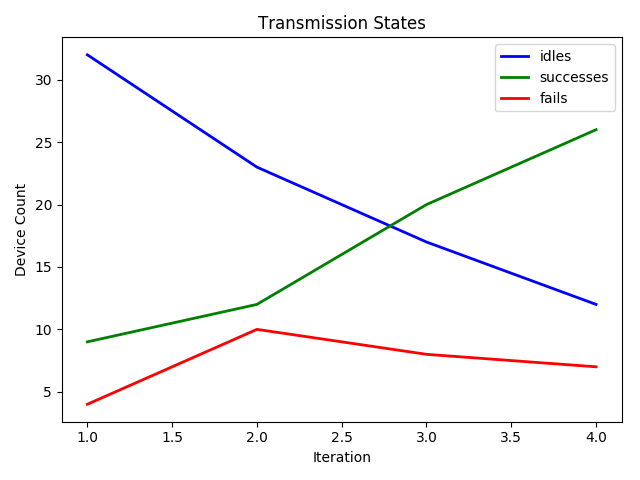 Transmission States
idles
successes
fails
Device Count
30
25
20
15
10
5
1.0 1.5 2.0 2.5 3.0 3.5 4.0
Iteration